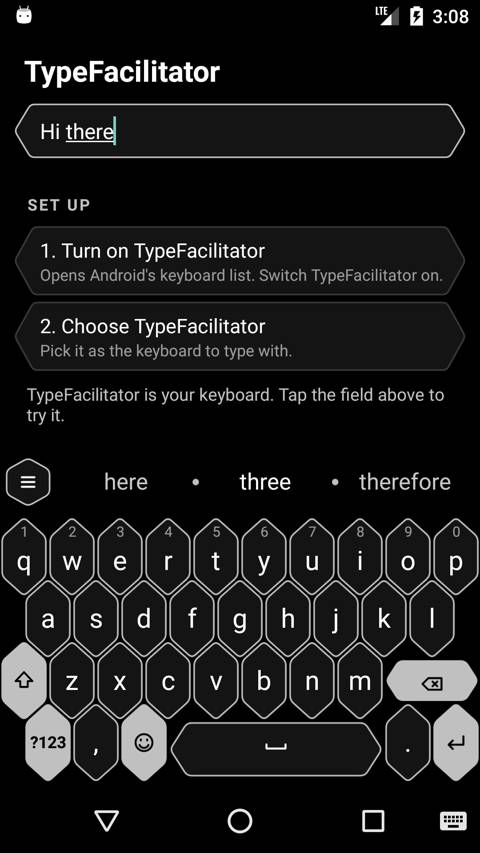 LTE 3:08
TypeFacilitator
Hi there
SET UP
1. Turn on TypeFacilitator
Opens Android's keyboard list. Switch TypeFacilitator on.
2. Choose TypeFacilitator
Pick it as the keyboard to type with.
TypeFacilitator is your keyboard. Tap the field above to
try it.
here • three • therefore
1 2 3 4 5 6 7 8 9 0
q w e r t y u i o p
a s d f g h j k l
z x c v b n m
?123 , .